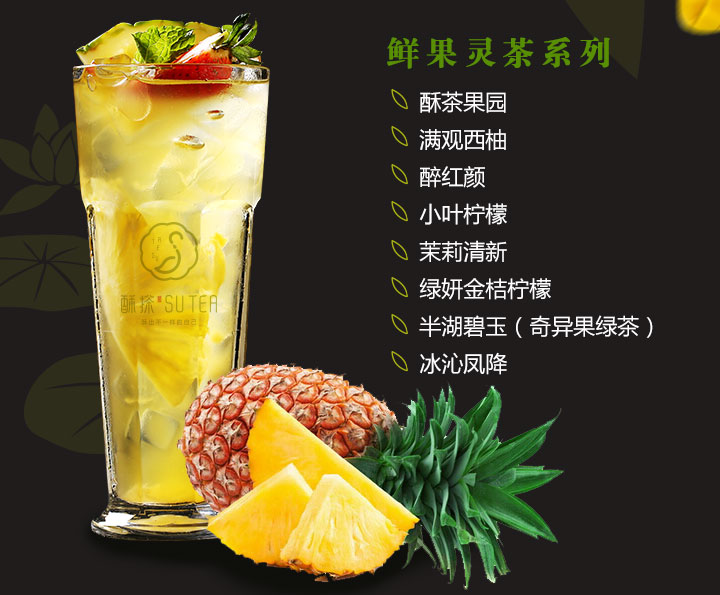 鲜果灵茶系列
酥茶果园
满观西柚
醉红颜
小叶柠檬
茉莉清新
绿妍金桔柠檬
半湖碧玉（奇异果绿茶）
冰沁凤降
SU TEA